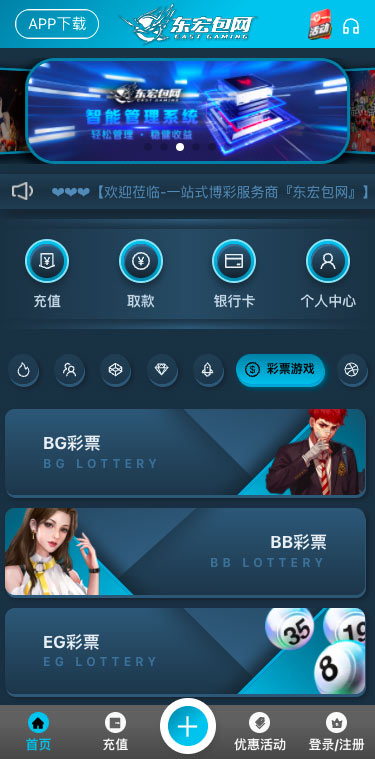 APP下载
东宏包网
EAST GAMING
活动
东宏包网
EAST GAMING
智能管理系统
轻松管理 · 稳健收益
❤❤❤【欢迎莅临-一站式博彩服务商『东宏包网』】
充值
取款
银行卡
个人中心
彩票游戏
BG彩票
BG LOTTERY
BB彩票
BB LOTTERY
EG彩票
EG LOTTERY
35
19
8
首页
充值
优惠活动
登录/注册